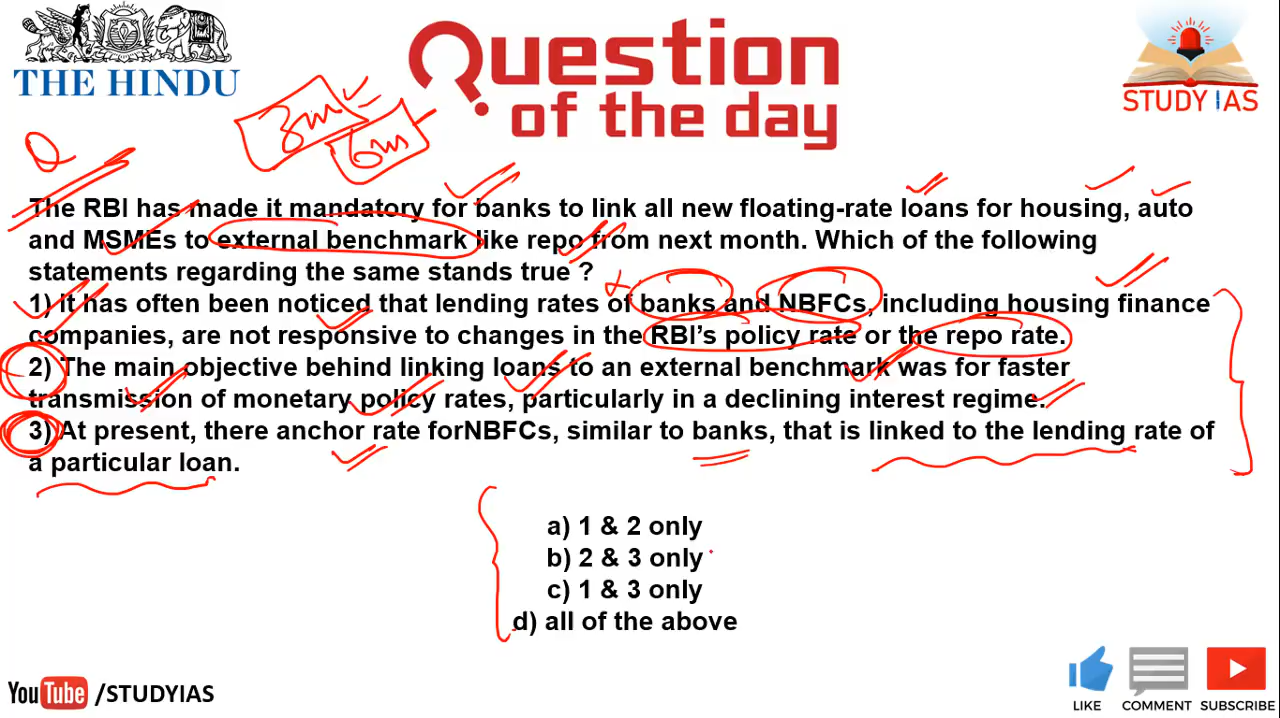 THE HINDU
Question
of the day
STUDY IAS
3m
6m
The RBI has made it mandatory for banks to link all new floating-rate loans for housing, auto
and MSMEs to external benchmark like repo from next month. Which of the following
statements regarding the same stands true ?
1) It has often been noticed that lending rates of banks and NBFCs, including housing finance
companies, are not responsive to changes in the RBI's policy rate or the repo rate.
2) The main objective behind linking loans to an external benchmark was for faster
transmission of monetary policy rates, particularly in a declining interest regime.
3) At present, there anchor rate forNBFCs, similar to banks, that is linked to the lending rate of
a particular loan.
a) 1 & 2 only
b) 2 & 3 only
c) 1 & 3 only
d) all of the above
YouTube /STUDYIAS
LIKE COMMENT SUBSCRIBE